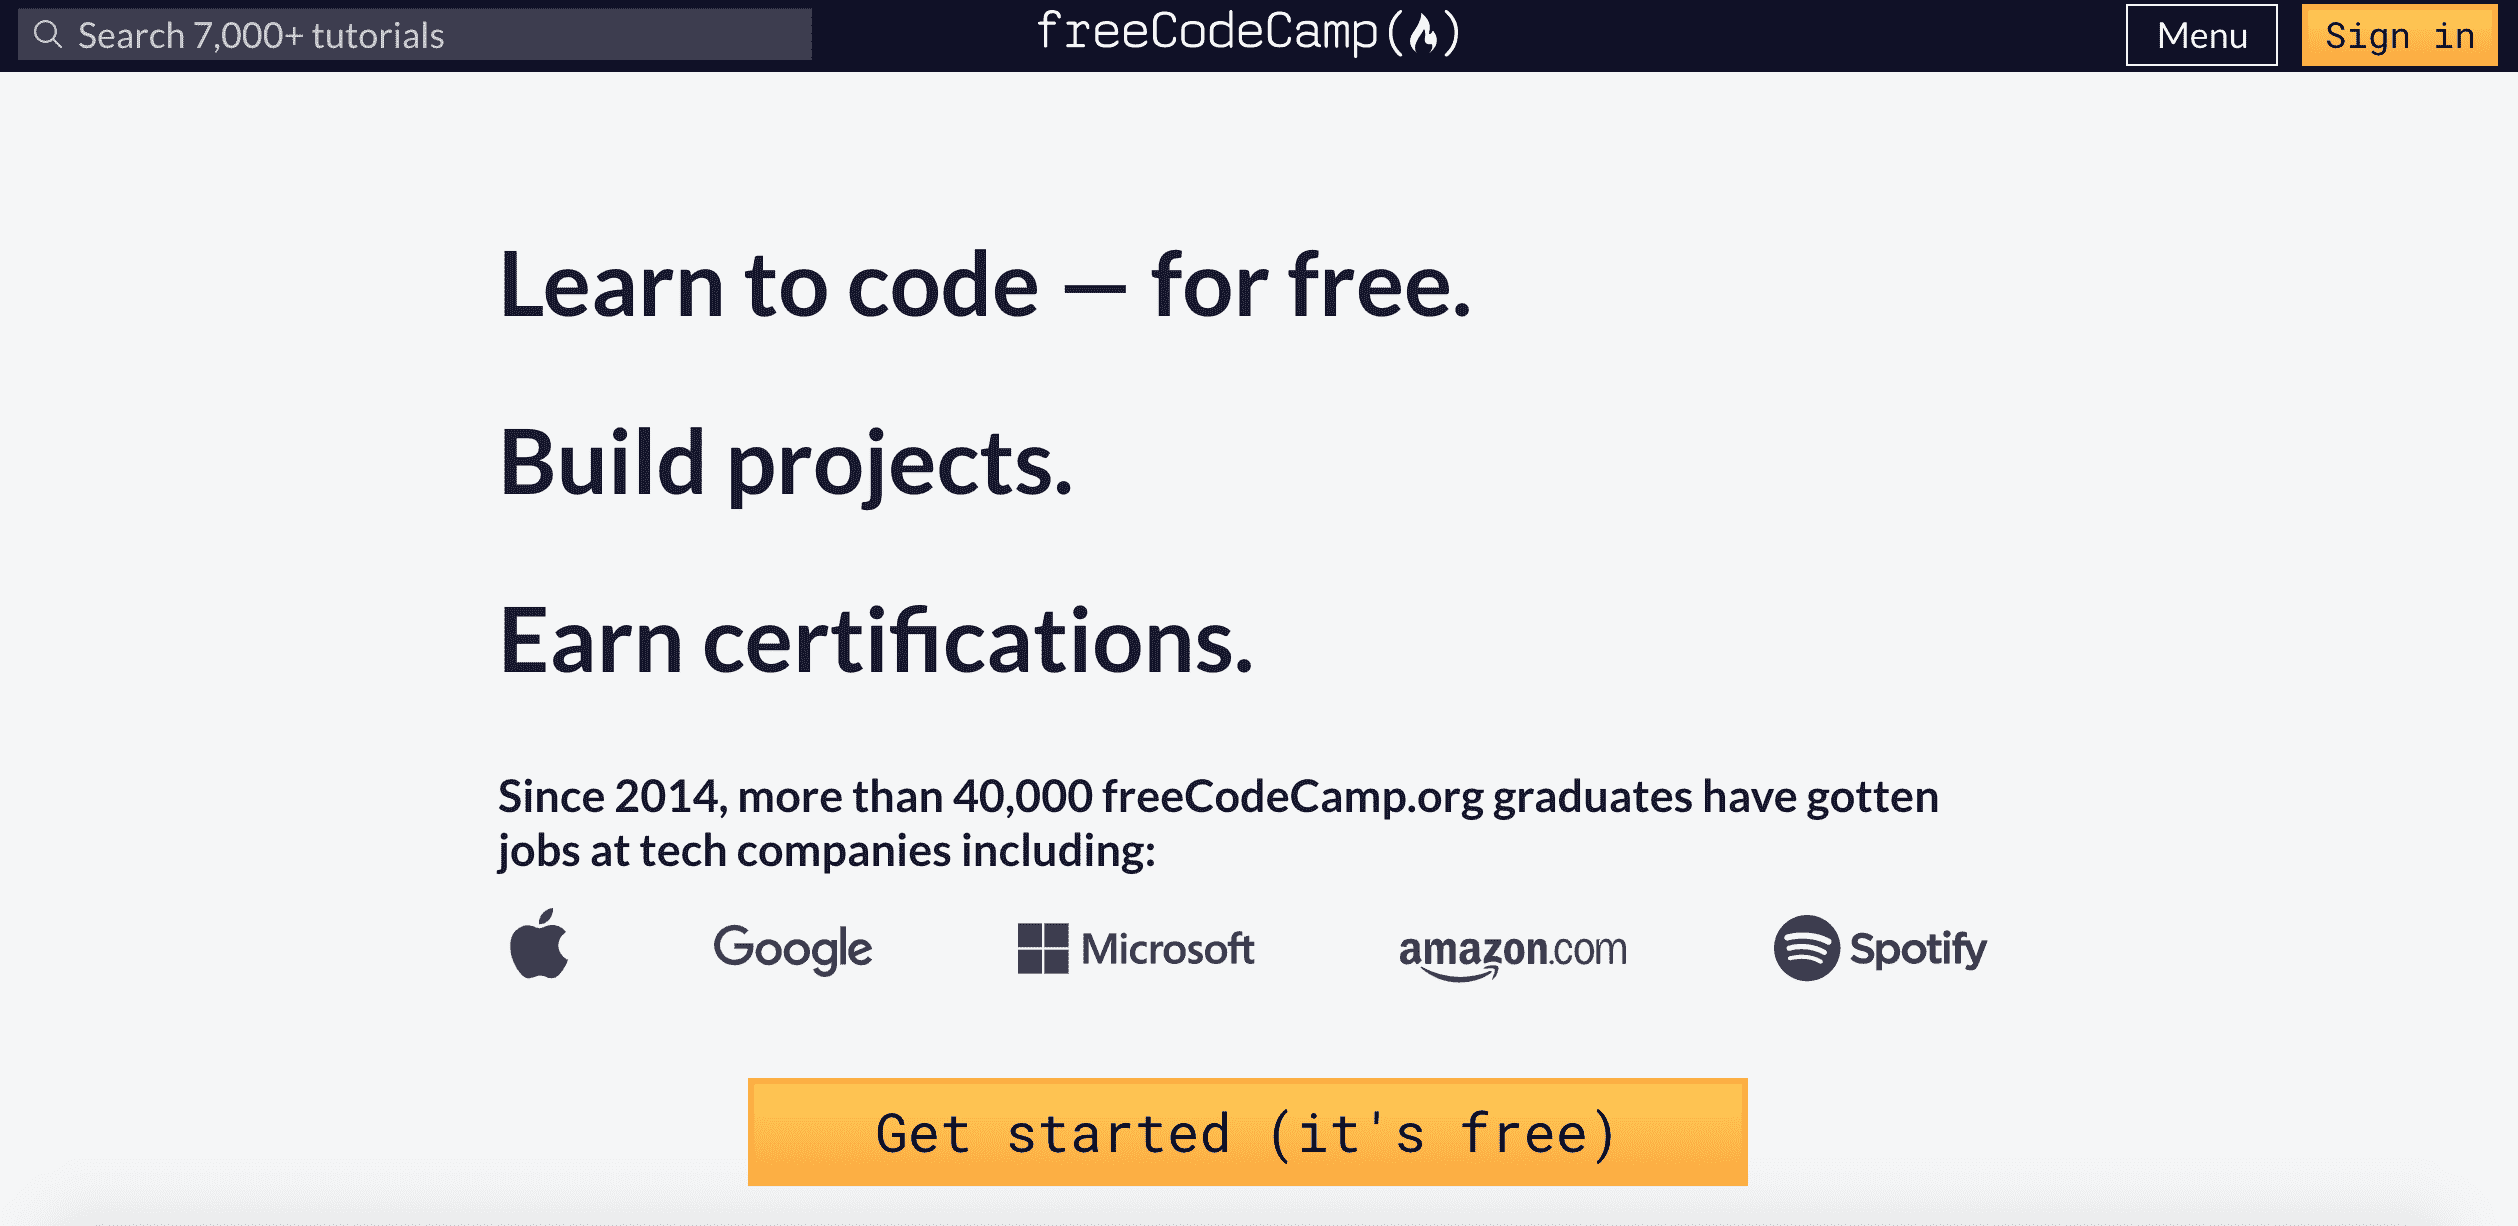 Search 7,000+ tutorials
freeCodeCamp(🔥)
Menu
Sign in
Learn to code — for free.
Build projects.
Earn certifications.
Since 2014, more than 40,000 freeCodeCamp.org graduates have gotten
jobs at tech companies including:
Google
Microsoft
amazon.com
Spotify
Get started (it's free)